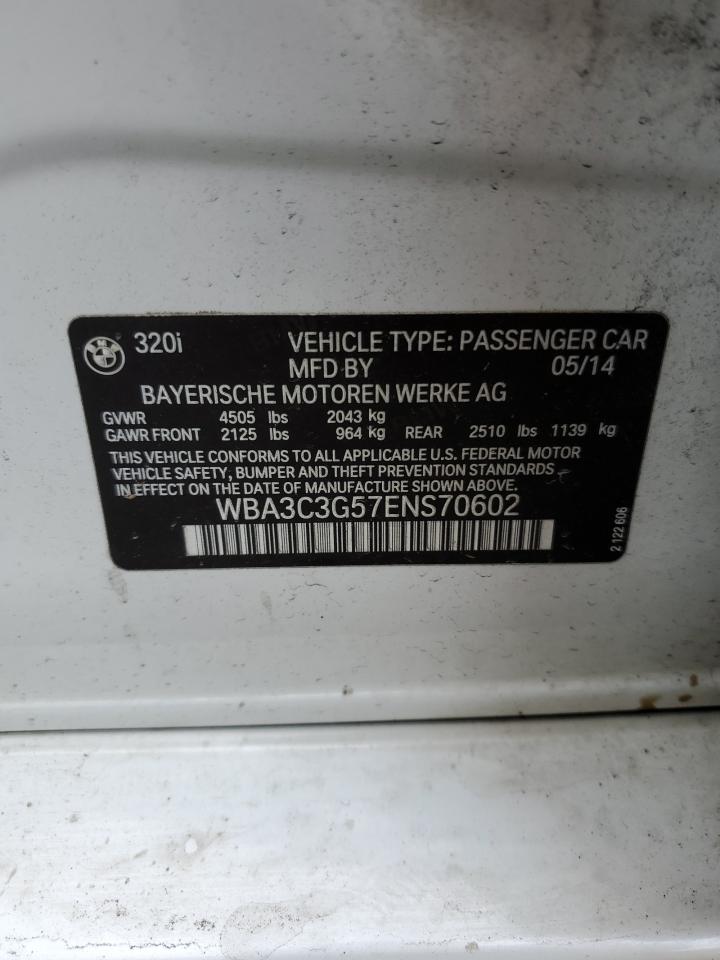 BMW 320i VEHICLE TYPE: PASSENGER CAR
MFD BY 05/14
BAYERISCHE MOTOREN WERKE AG
GVWR 4505 lbs 2043 kg
GAWR FRONT 2125 lbs 964 kg REAR 2510 lbs 1139 kg
THIS VEHICLE CONFORMS TO ALL APPLICABLE U.S. FEDERAL MOTOR
VEHICLE SAFETY, BUMPER AND THEFT PREVENTION STANDARDS
IN EFFECT ON THE DATE OF MANUFACTURE SHOWN ABOVE.
WBA3C3G57ENS70602
2 122 606